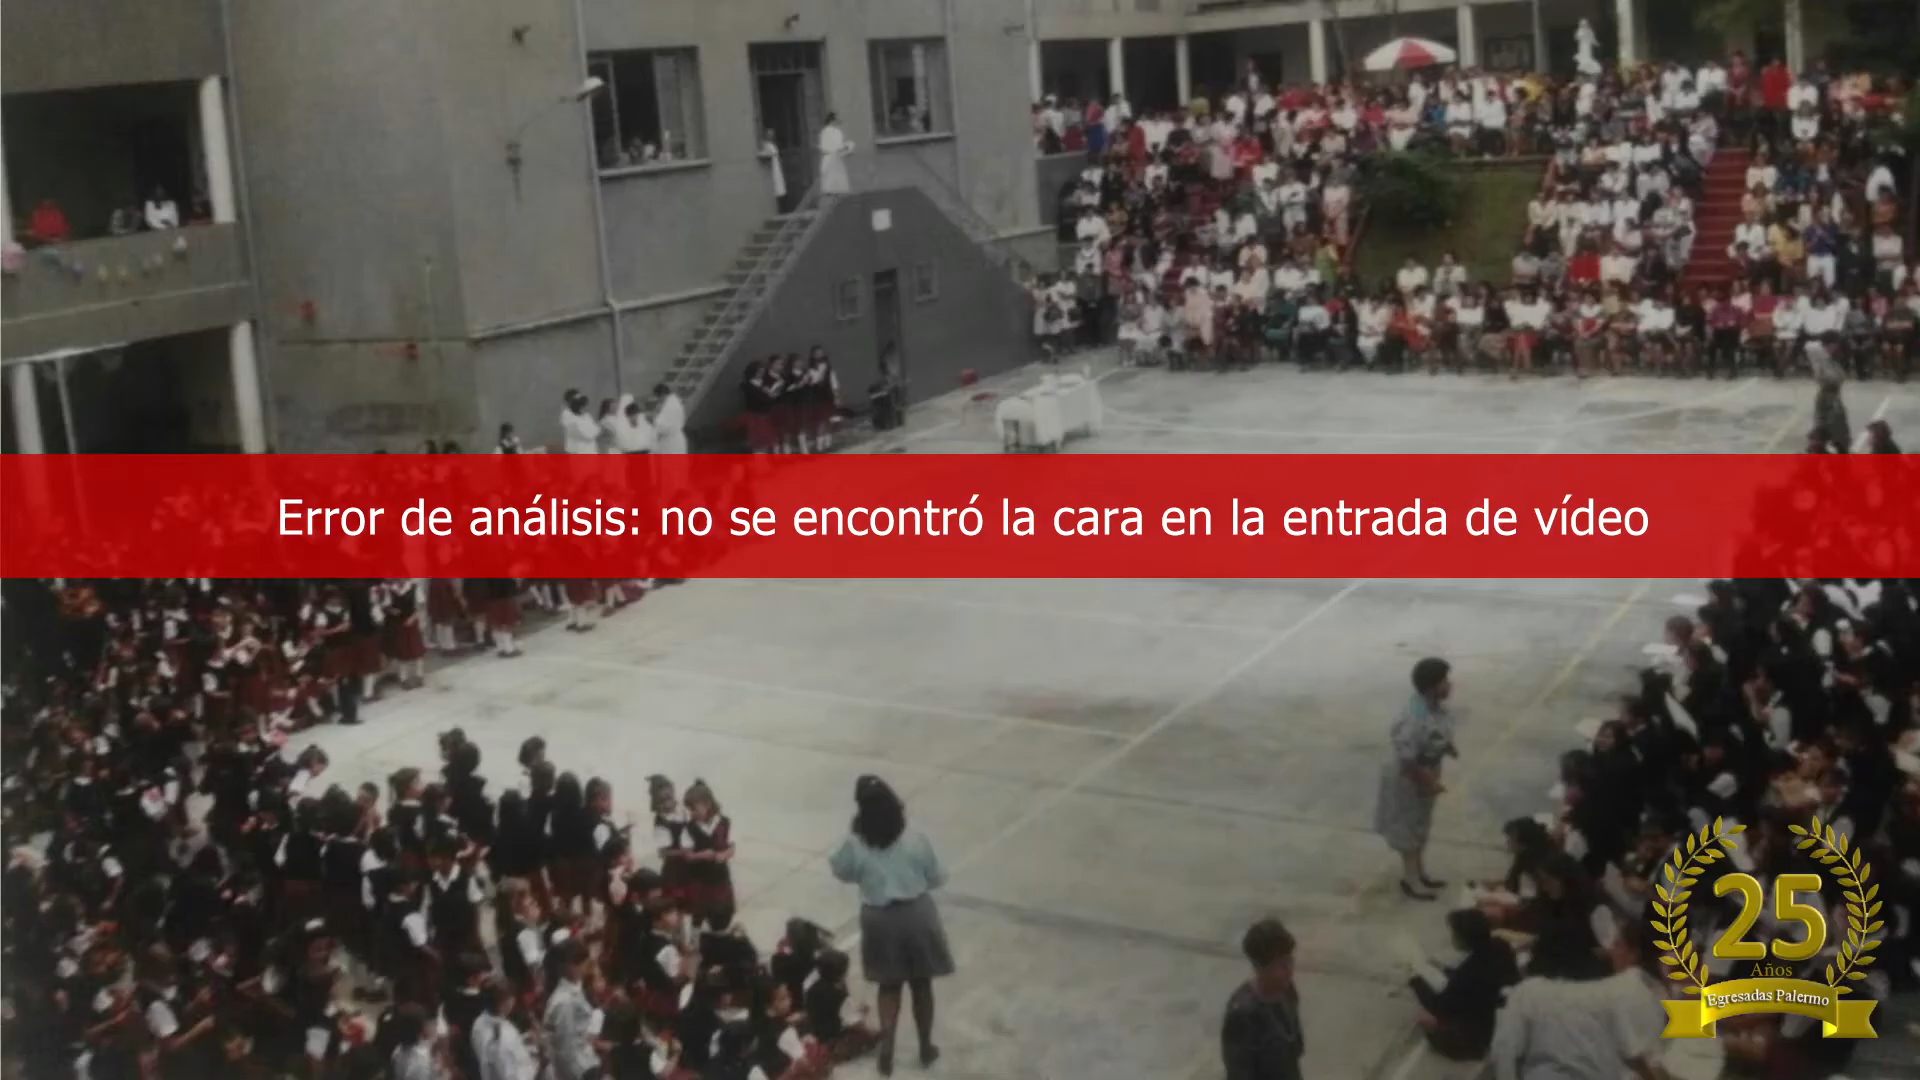 Error de análisis: no se encontró la cara en la entrada de vídeo
25
Años
Egresadas Palermo